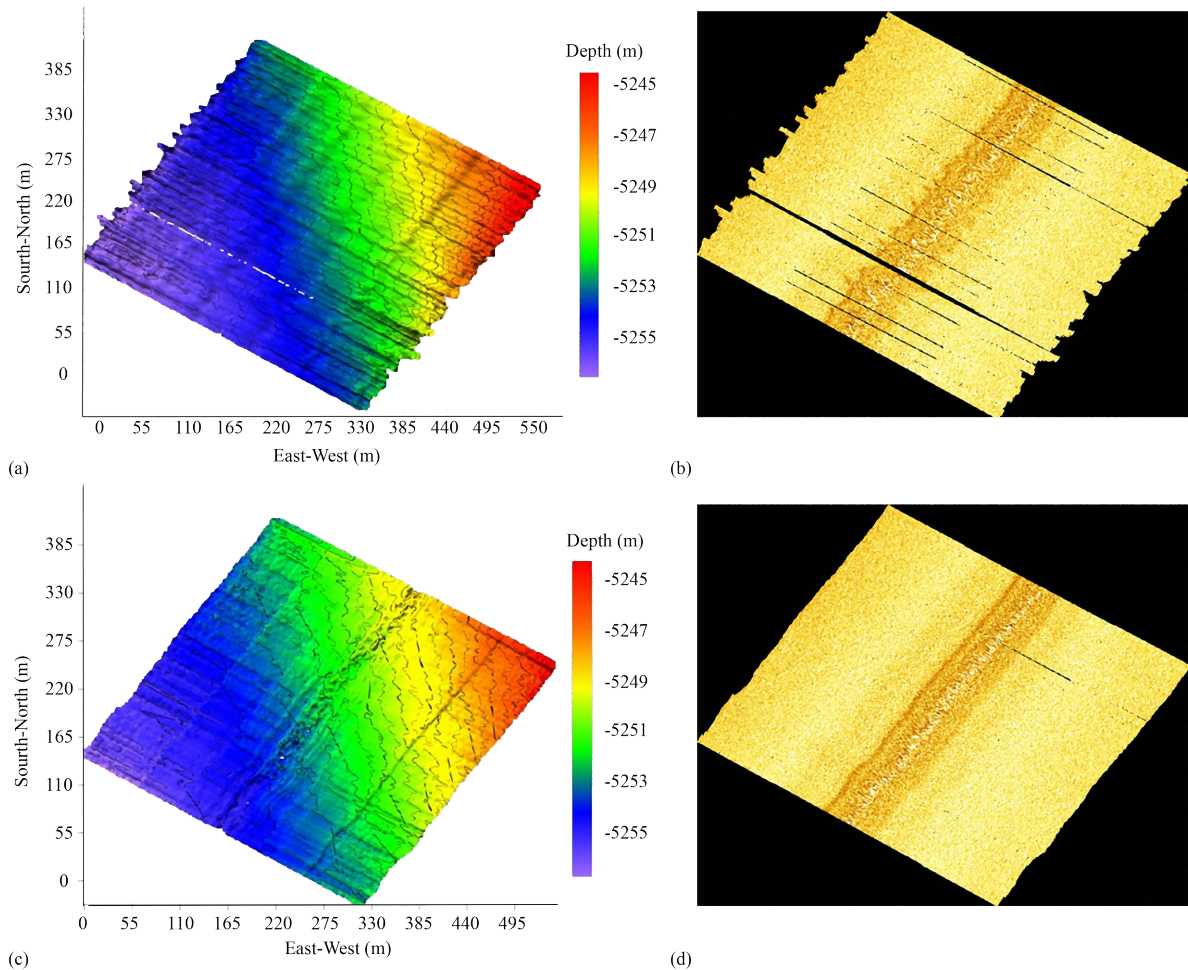 Depth (m)
385
330
275
220
165
110
55
0
Sourth-North (m)
-5245
-5247
-5249
-5251
-5253
-5255
0 55 110 165 220 275 330 385 440 495 550
East-West (m)
(a)
(b)
Depth (m)
385
330
275
220
165
110
55
0
Sourth-North (m)
-5245
-5247
-5249
-5251
-5253
-5255
0 55 110 165 220 275 330 385 440 495
East-West (m)
(c)
(d)